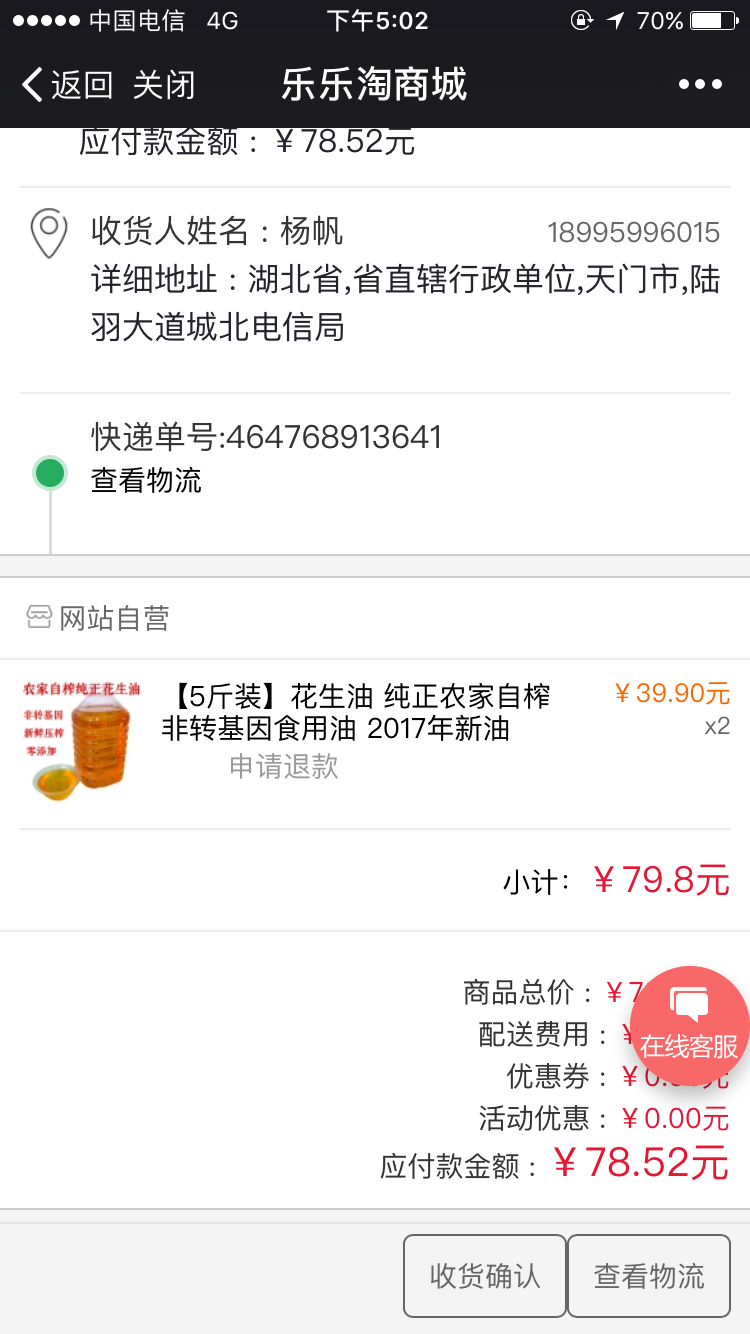 中国电信 4G 下午5:02 70%
返回 关闭 乐乐淘商城
应付款金额：￥78.52元
收货人姓名：杨帆 18995996015
详细地址：湖北省,省直辖行政单位,天门市,陆
羽大道城北电信局
快递单号:464768913641
查看物流
网站自营
农家自榨纯正花生油
非转基因
新鲜压榨
零添加
【5斤装】花生油 纯正农家自榨 ￥39.90元
非转基因食用油 2017年新油 x2
申请退款
小计： ￥79.8元
商品总价：￥7
配送费用：￥
在线客服
优惠券：￥0. 元
活动优惠：￥0.00元
应付款金额：￥78.52元
收货确认 查看物流